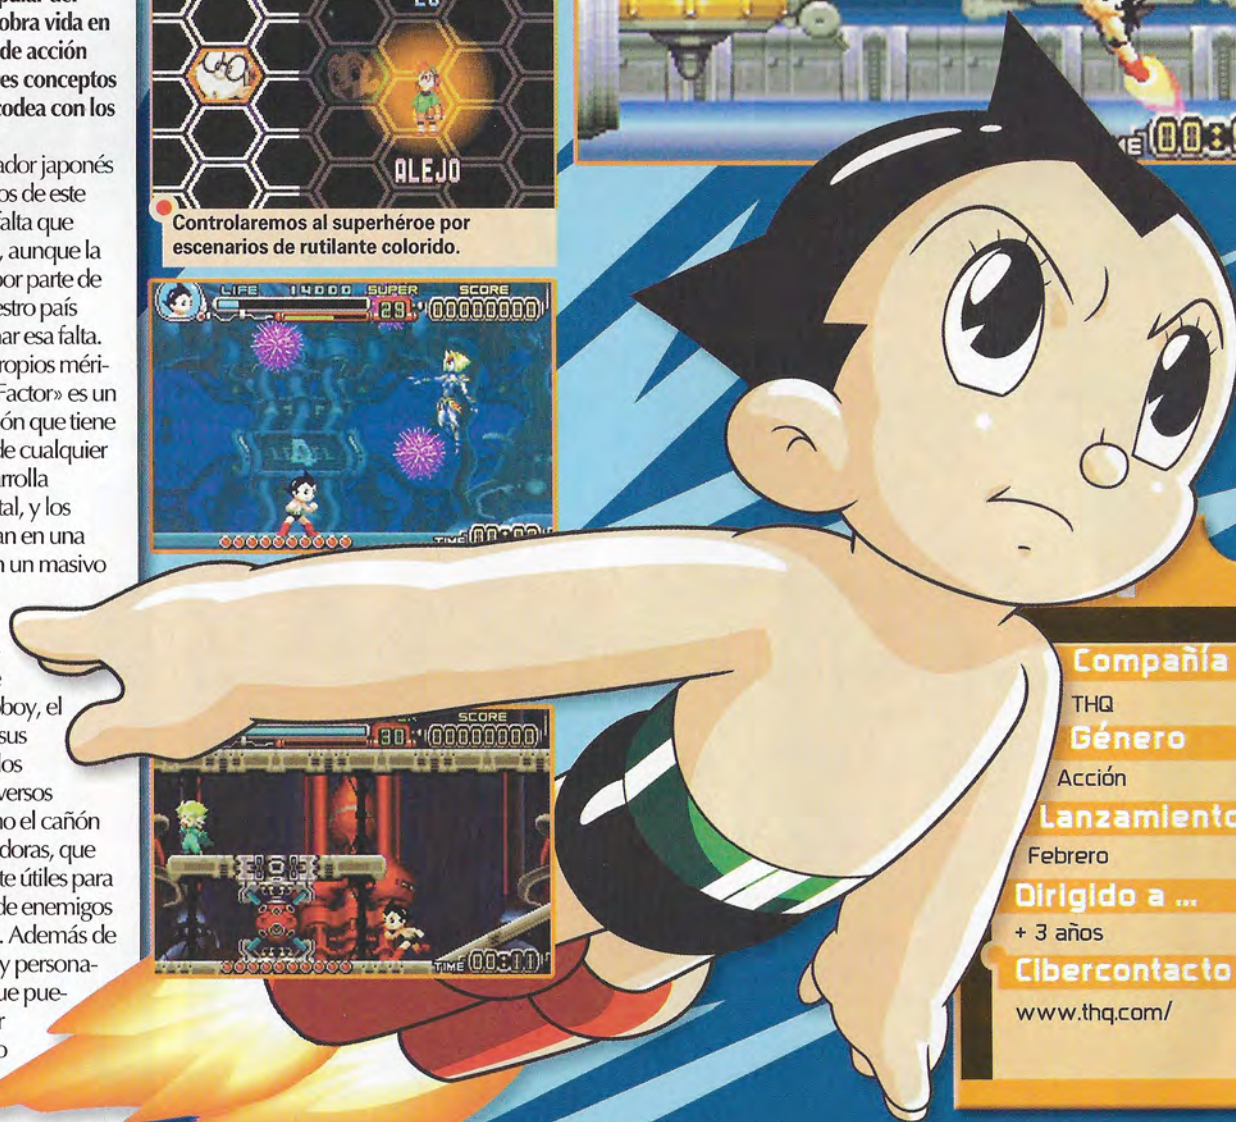 pular del
obra vida en
de acción
es conceptos
codea con los
ador japonés
os de este
falta que
, aunque la
por parte de
estro país
nar esa falta.
ropios méri-
Factor» es un
ón que tiene
de cualquier
rrolla
tal, y los
an en una
n un masivo
boy, el
sus
los
versos
no el cañón
doras, que
te útiles para
de enemigos
. Además de
y persona-
ue pue-
r
o
ALEJO
Controlaremos al superhéroe por
escenarios de rutilante colorido.
LIFE 14000 SUPER SCORE
29 00000000
TIME
SCORE
30 00000000
TIME 00:11
Compañía
THQ
Género
Acción
Lanzamiento
Febrero
Dirigido a ...
+ 3 años
Cibercontacto
www.thq.com/